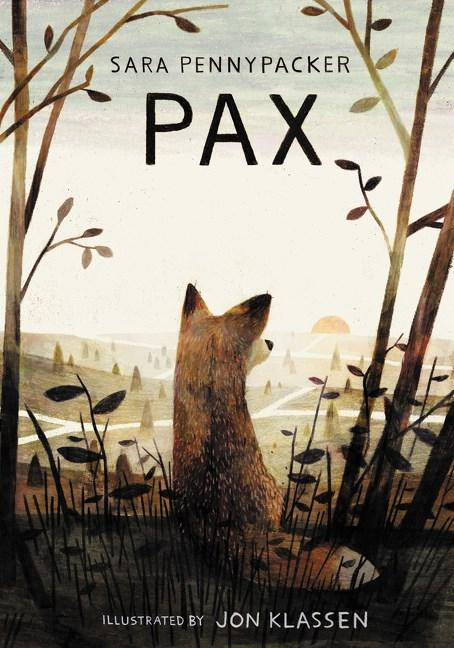 SARA PENNYPACKER
PAX
ILLUSTRATED BY JON KLASSEN